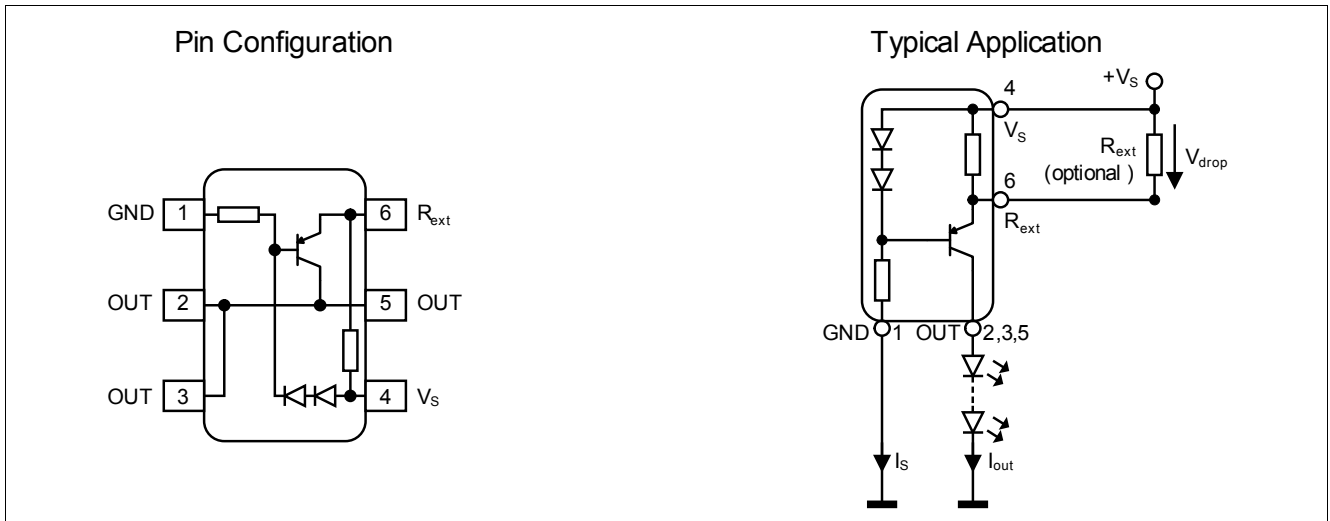 Pin Configuration
GND 1
6 Rext
OUT 2
5 OUT
OUT 3
4 VS
Typical Application
+VS
4
VS
Rext
(optional )
Vdrop
6
Rext
GND 1 OUT 2,3,5
IS
Iout